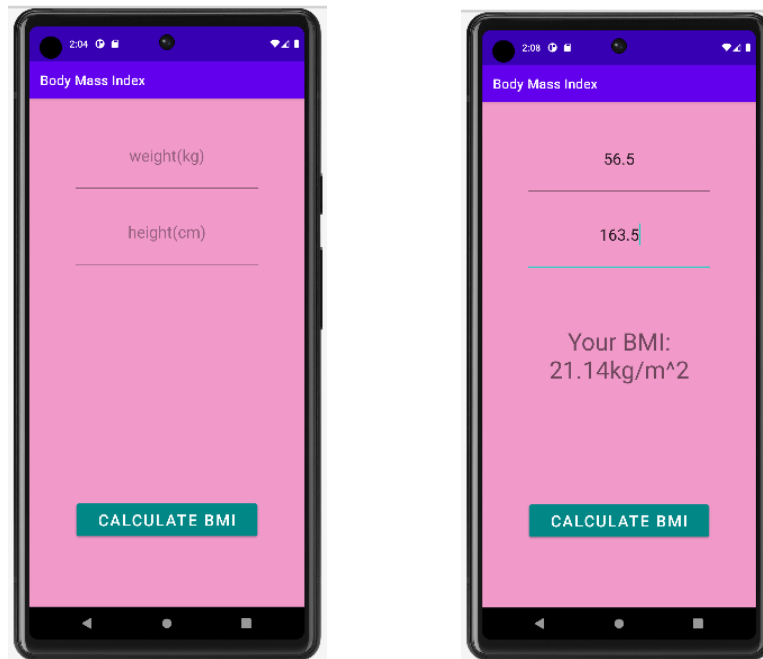 2:04
Body Mass Index
weight(kg)
height(cm)
CALCULATE BMI
2:08
Body Mass Index
56.5
163.5
Your BMI:
21.14kg/m^2
CALCULATE BMI